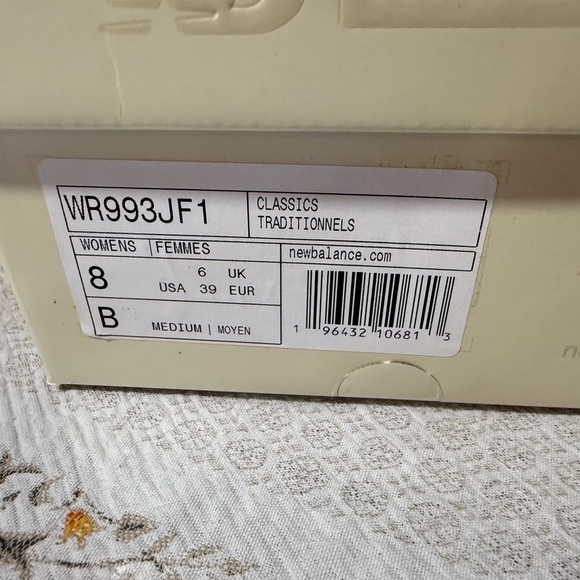 WR993JF1
CLASSICS
TRADITIONNELS
WOMENS | FEMMES
newbalance.com
8
6 UK
USA 39 EUR
B
MEDIUM | MOYEN
1 96432 10681 3